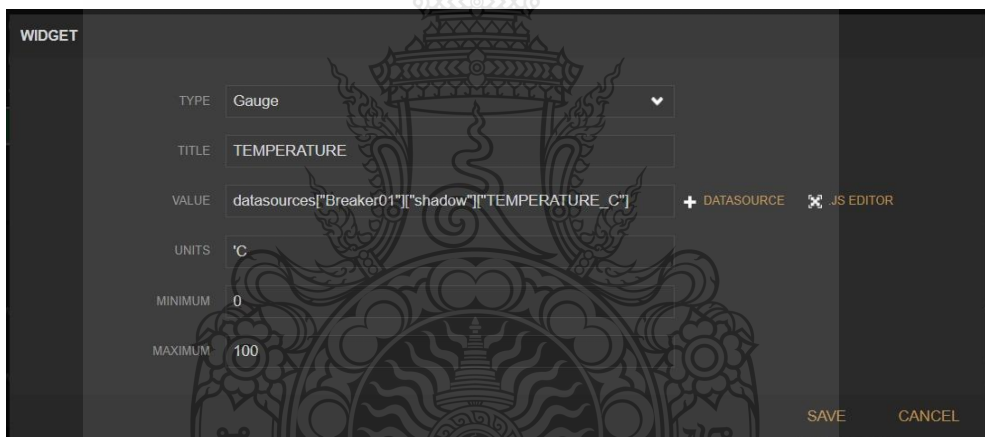 WIDGET
TYPE Gauge
TITLE TEMPERATURE
VALUE datasources["Breaker01"]["shadow"]["TEMPERATURE_C"] DATASOURCE .JS EDITOR
UNITS 'C
MINIMUM 0
MAXIMUM 100
SAVE CANCEL